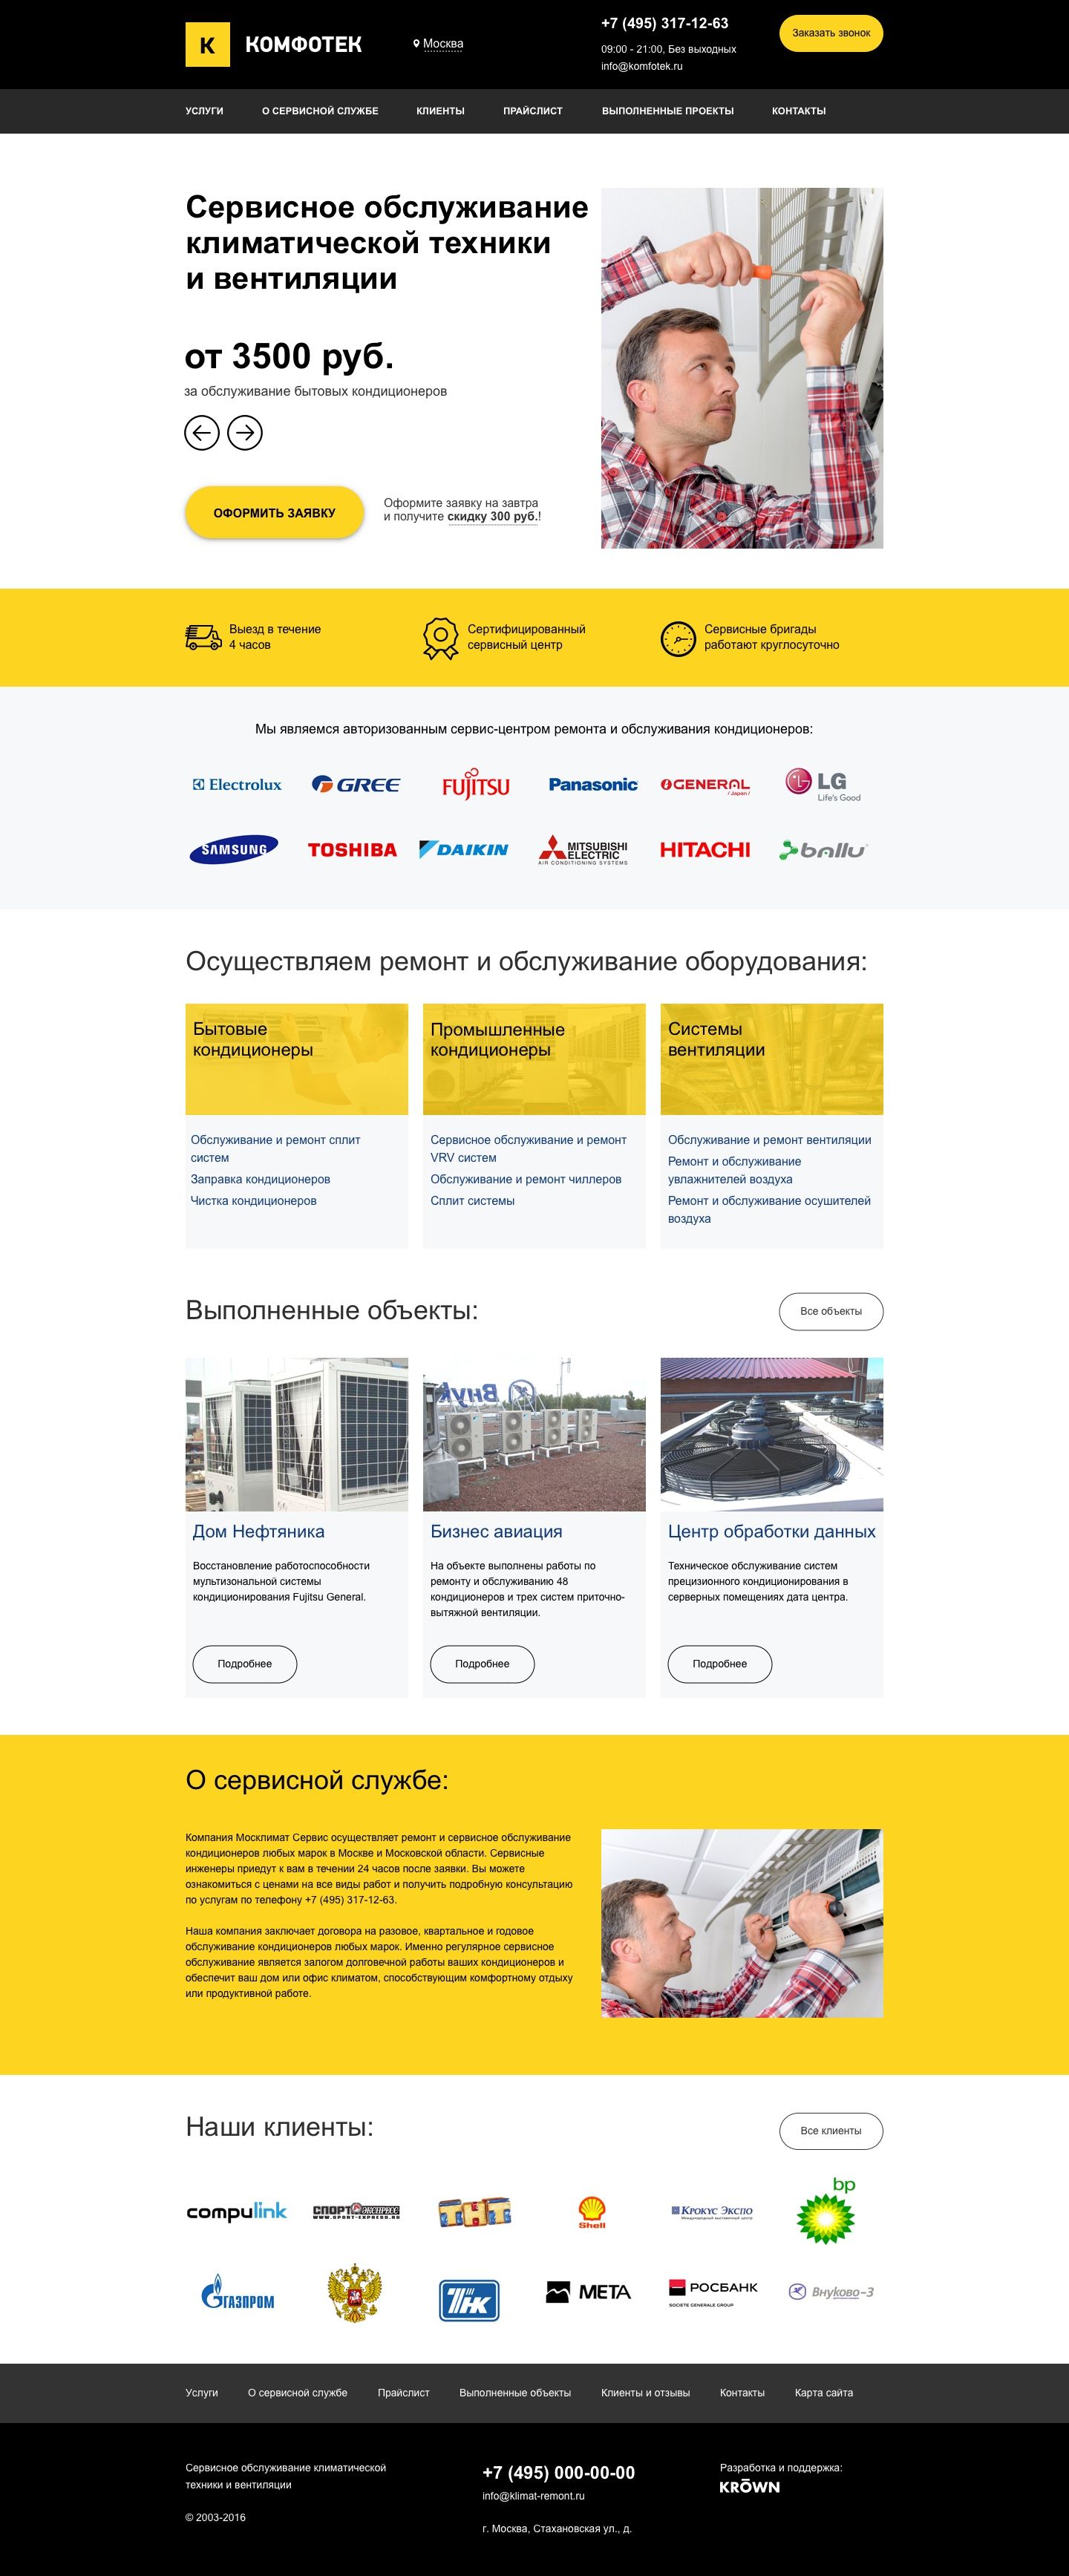 К КОМФОТЕК
Москва
+7 (495) 317-12-63
09:00 - 21:00, Без выходных
info@komfotek.ru
Заказать звонок
УСЛУГИ О СЕРВИСНОЙ СЛУЖБЕ КЛИЕНТЫ ПРАЙСЛИСТ ВЫПОЛНЕННЫЕ ПРОЕКТЫ КОНТАКТЫ
Сервисное обслуживание
климатической техники
и вентиляции
от 3500 руб.
за обслуживание бытовых кондиционеров
ОФОРМИТЬ ЗАЯВКУ
Оформите заявку на завтра
и получите скидку 300 руб.!
Выезд в течение
4 часов
Сертифицированный
сервисный центр
Сервисные бригады
работают круглосуточно
Мы являемся авторизованным сервис-центром ремонта и обслуживания кондиционеров:
Electrolux GREE FUJITSU Panasonic GENERAL /Japan/ LG Life's Good
SAMSUNG TOSHIBA DAIKIN MITSUBISHI ELECTRIC AIR CONDITIONING SYSTEMS HITACHI ballu
Осуществляем ремонт и обслуживание оборудования:
Бытовые
кондиционеры
Обслуживание и ремонт сплит
систем
Заправка кондиционеров
Чистка кондиционеров
Промышленные
кондиционеры
Сервисное обслуживание и ремонт
VRV систем
Обслуживание и ремонт чиллеров
Сплит системы
Системы
вентиляции
Обслуживание и ремонт вентиляции
Ремонт и обслуживание
увлажнителей воздуха
Ремонт и обслуживание осушителей
воздуха
Выполненные объекты:
Все объекты
Дом Нефтяника
Восстановление работоспособности
мультизональной системы
кондиционирования Fujitsu General.
Подробнее
Бизнес авиация
На объекте выполнены работы по
ремонту и обслуживанию 48
кондиционеров и трех систем приточно-
вытяжной вентиляции.
Подробнее
Центр обработки данных
Техническое обслуживание систем
прецизионного кондиционирования в
серверных помещениях дата центра.
Подробнее
О сервисной службе:
Компания Москлимат Сервис осуществляет ремонт и сервисное обслуживание
кондиционеров любых марок в Москве и Московской области. Сервисные
инженеры приедут к вам в течении 24 часов после заявки. Вы можете
ознакомиться с ценами на все виды работ и получить подробную консультацию
по услугам по телефону +7 (495) 317-12-63.
Наша компания заключает договора на разовое, квартальное и годовое
обслуживание кондиционеров любых марок. Именно регулярное сервисное
обслуживание является залогом долговечной работы ваших кондиционеров и
обеспечит ваш дом или офис климатом, способствующим комфортному отдыху
или продуктивной работе.
Наши клиенты:
Все клиенты
compulink СПОРТ ЭКСПРЕСС WWW.SPORT-EXPRESS.RU ТНТ Shell КРОКУС ЭКСПО Международный выставочный центр bp
ГАЗПРОМ ТНК МЕТА РОСБАНК SOCIETE GENERALE GROUP Внуково-3
Услуги О сервисной службе Прайслист Выполненные объекты Клиенты и отзывы Контакты Карта сайта
Сервисное обслуживание климатической
техники и вентиляции
© 2003-2016
+7 (495) 000-00-00
info@klimat-remont.ru
г. Москва, Стахановская ул., д.
Разработка и поддержка:
KRŌWN